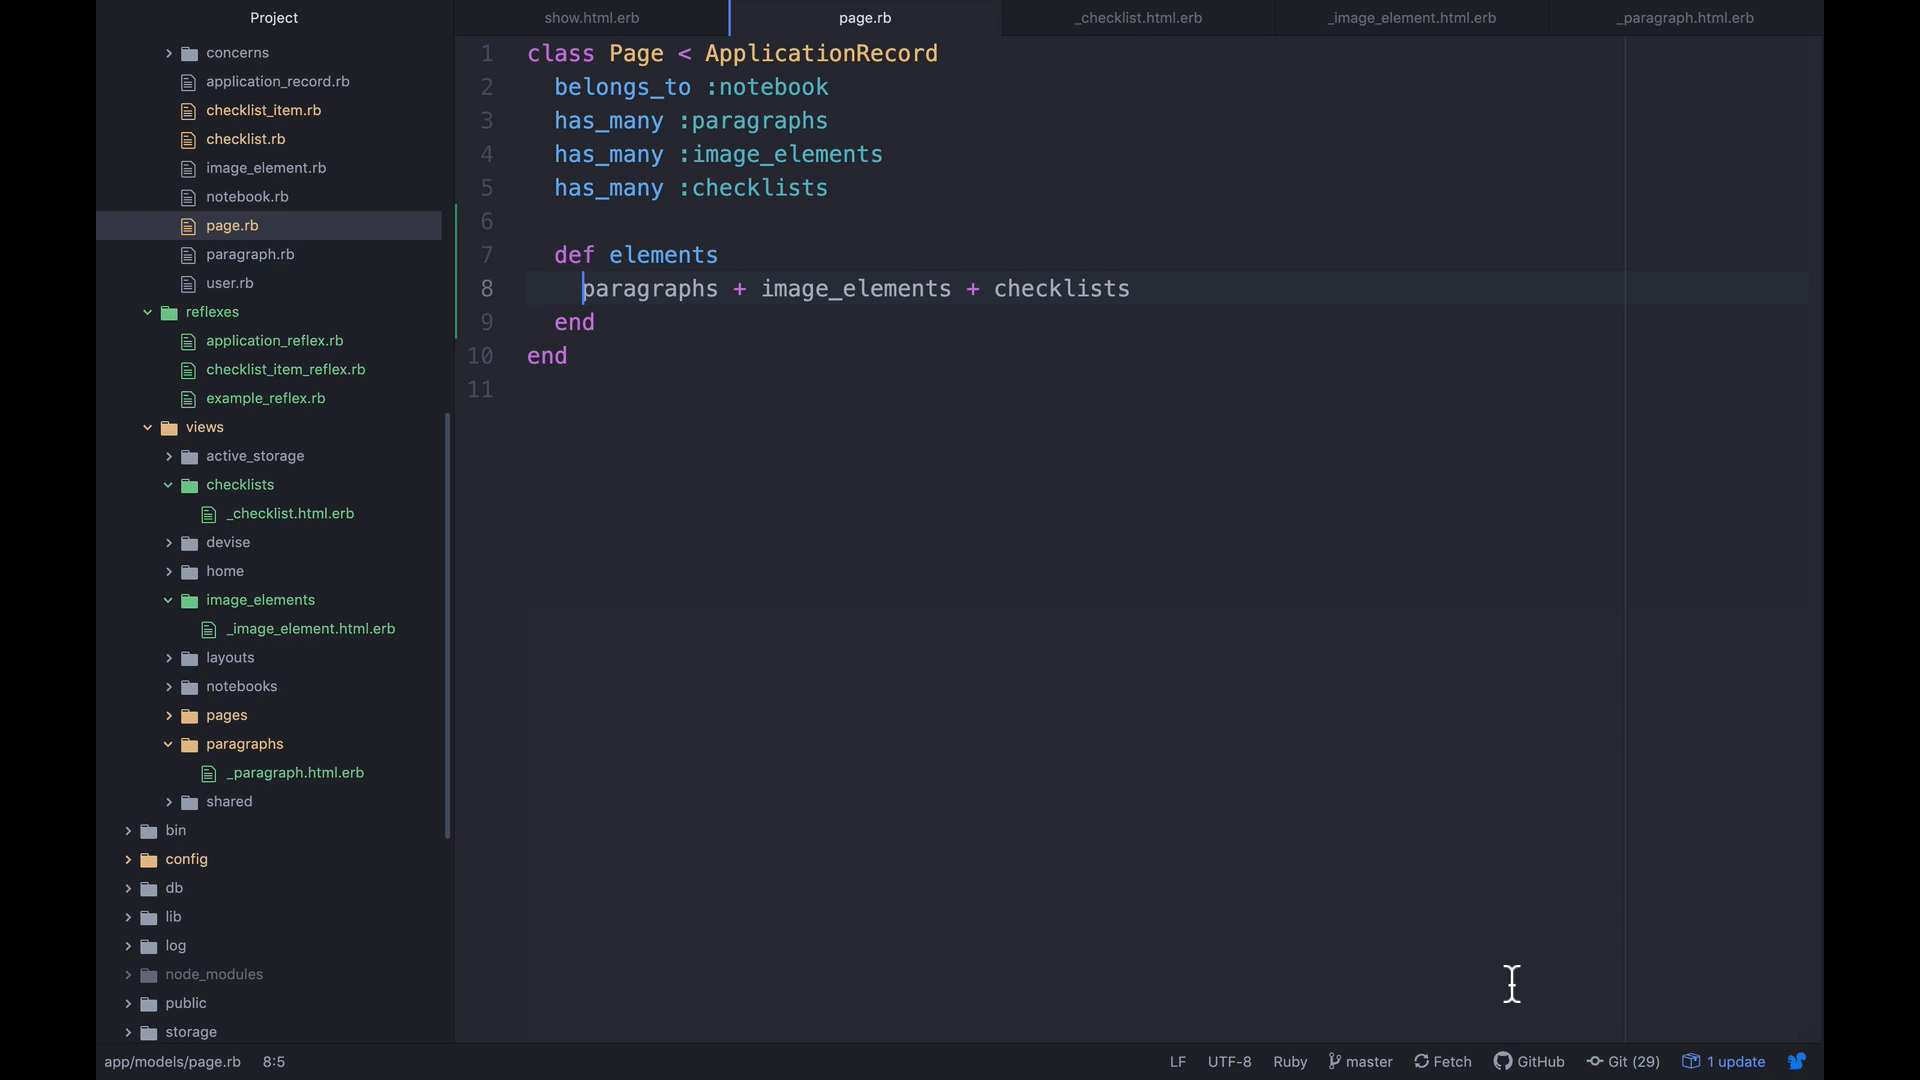 Project
concerns
application_record.rb
checklist_item.rb
checklist.rb
image_element.rb
notebook.rb
page.rb
paragraph.rb
user.rb
reflexes
application_reflex.rb
checklist_item_reflex.rb
example_reflex.rb
views
active_storage
checklists
_checklist.html.erb
devise
home
image_elements
_image_element.html.erb
layouts
notebooks
pages
paragraphs
_paragraph.html.erb
shared
bin
config
db
lib
log
node_modules
public
storage
show.html.erb page.rb _checklist.html.erb _image_element.html.erb _paragraph.html.erb
1 class Page < ApplicationRecord
2 belongs_to :notebook
3 has_many :paragraphs
4 has_many :image_elements
5 has_many :checklists
6
7 def elements
8 paragraphs + image_elements + checklists
9 end
10 end
11
app/models/page.rb 8:5 LF UTF-8 Ruby master Fetch GitHub Git (29) 1 update